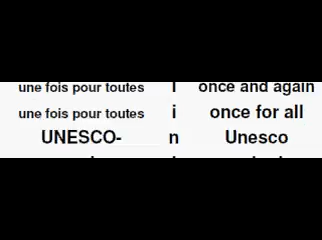 une fois pour toutes i once and again
une fois pour toutes i once for all
UNESCO- n Unesco